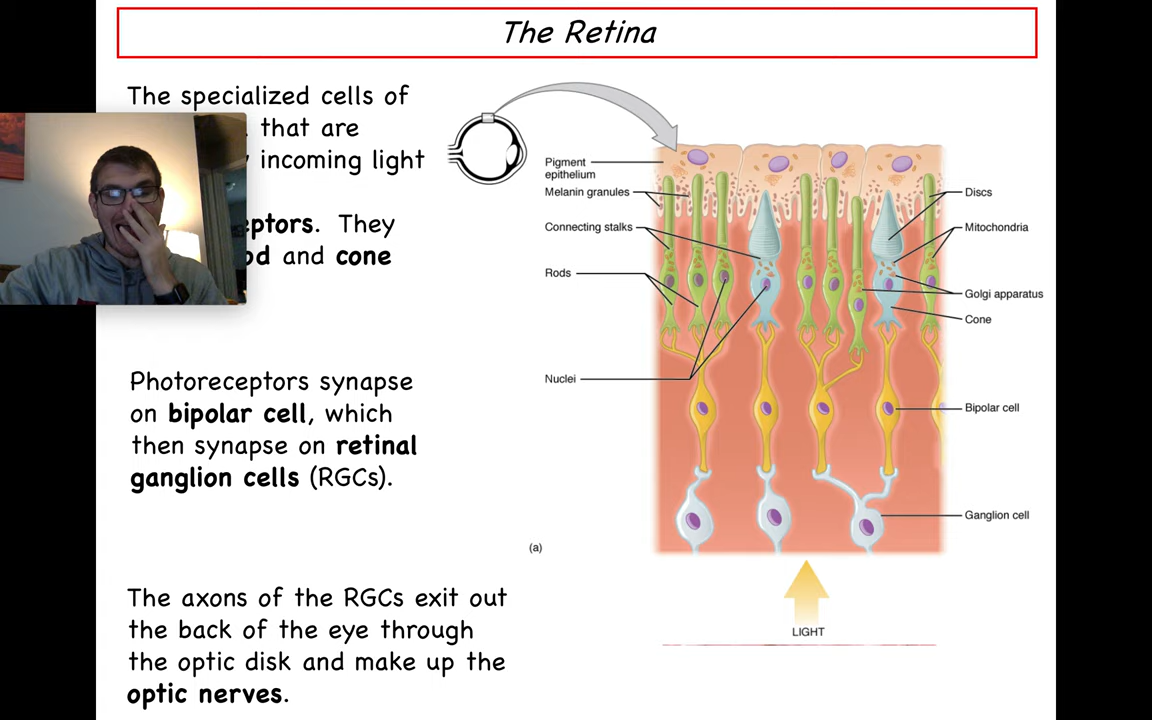 The Retina
The specialized cells of
that are
incoming light
ptors. They
od and cone
Photoreceptors synapse
on bipolar cell, which
then synapse on retinal
ganglion cells (RGCs).
The axons of the RGCs exit out
the back of the eye through
the optic disk and make up the
optic nerves.
Pigment
epithelium
Melanin granules
Connecting stalks
Rods
Nuclei
(a)
Discs
Mitochondria
Golgi apparatus
Cone
Bipolar cell
Ganglion cell
LIGHT